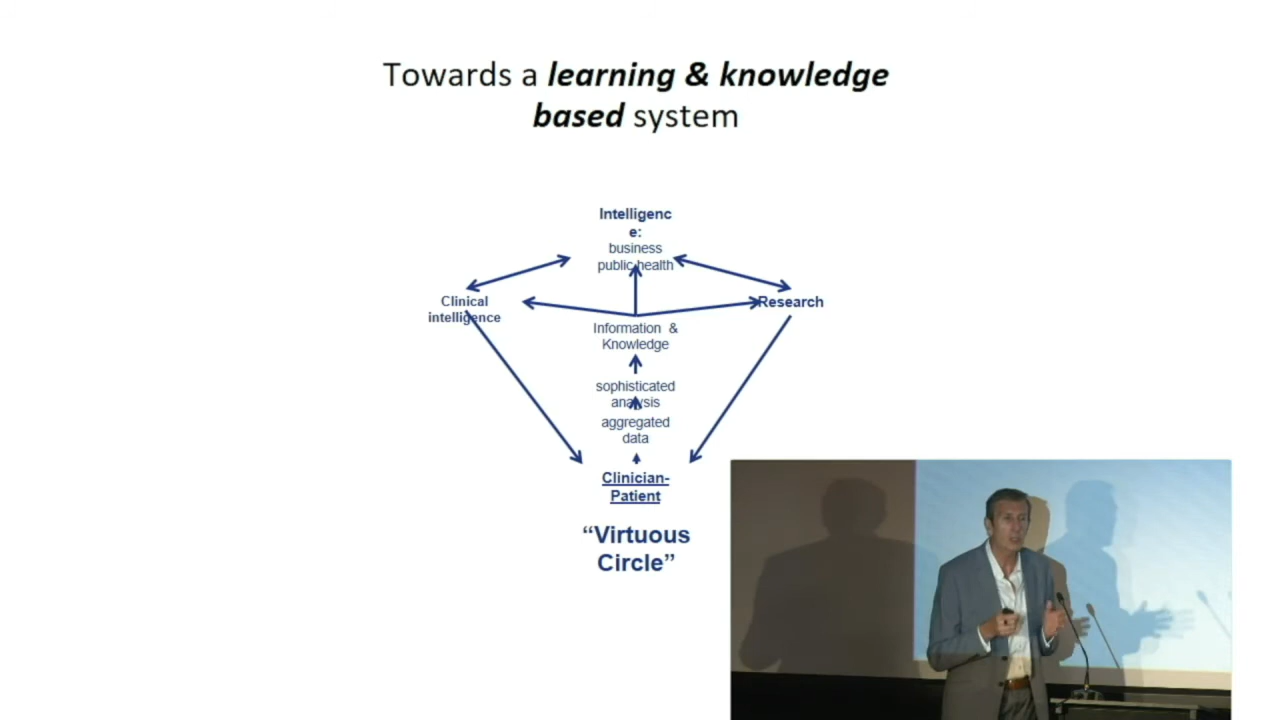 Towards a learning & knowledge
based system
Intelligenc
e:
business
public health
Clinical
intelligence
Research
Information &
Knowledge
sophisticated
analysis
aggregated
data
Clinician-
Patient
“Virtuous
Circle”